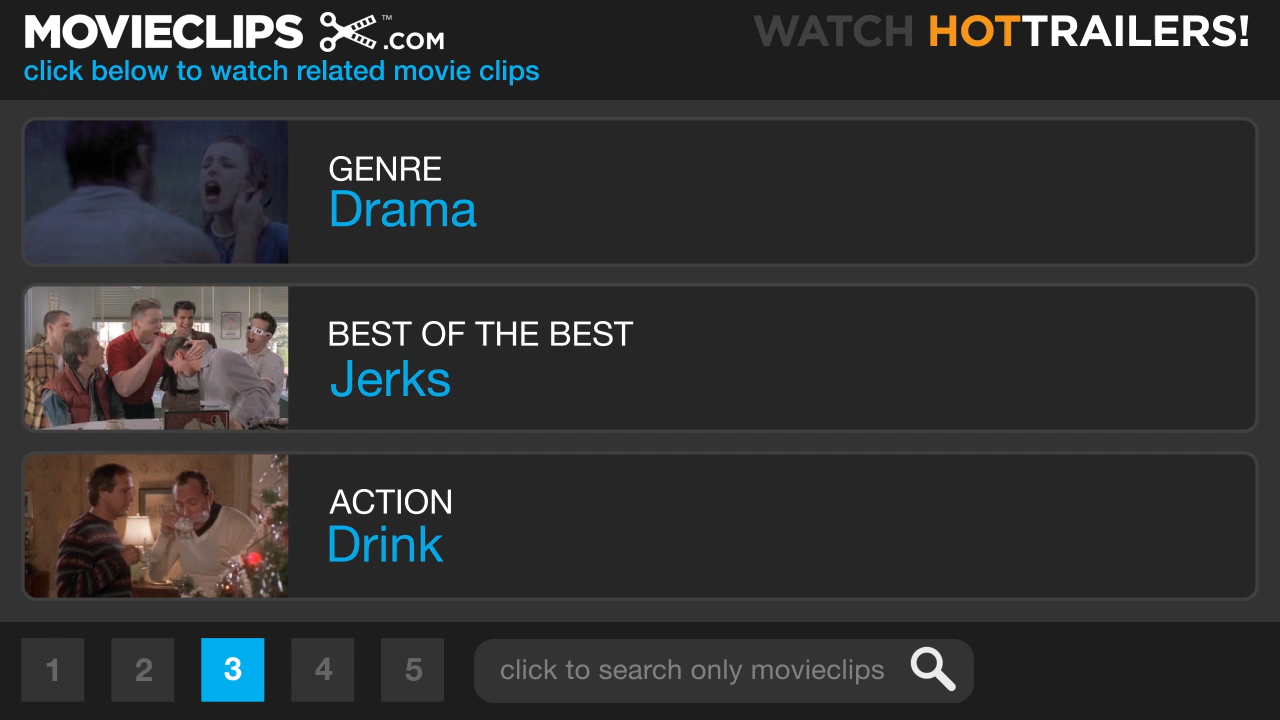 MOVIECLIPS ™ .COM
WATCH HOTTRAILERS!
click below to watch related movie clips
GENRE
Drama
BEST OF THE BEST
Jerks
ACTION
Drink
1 2 3 4 5 click to search only movieclips